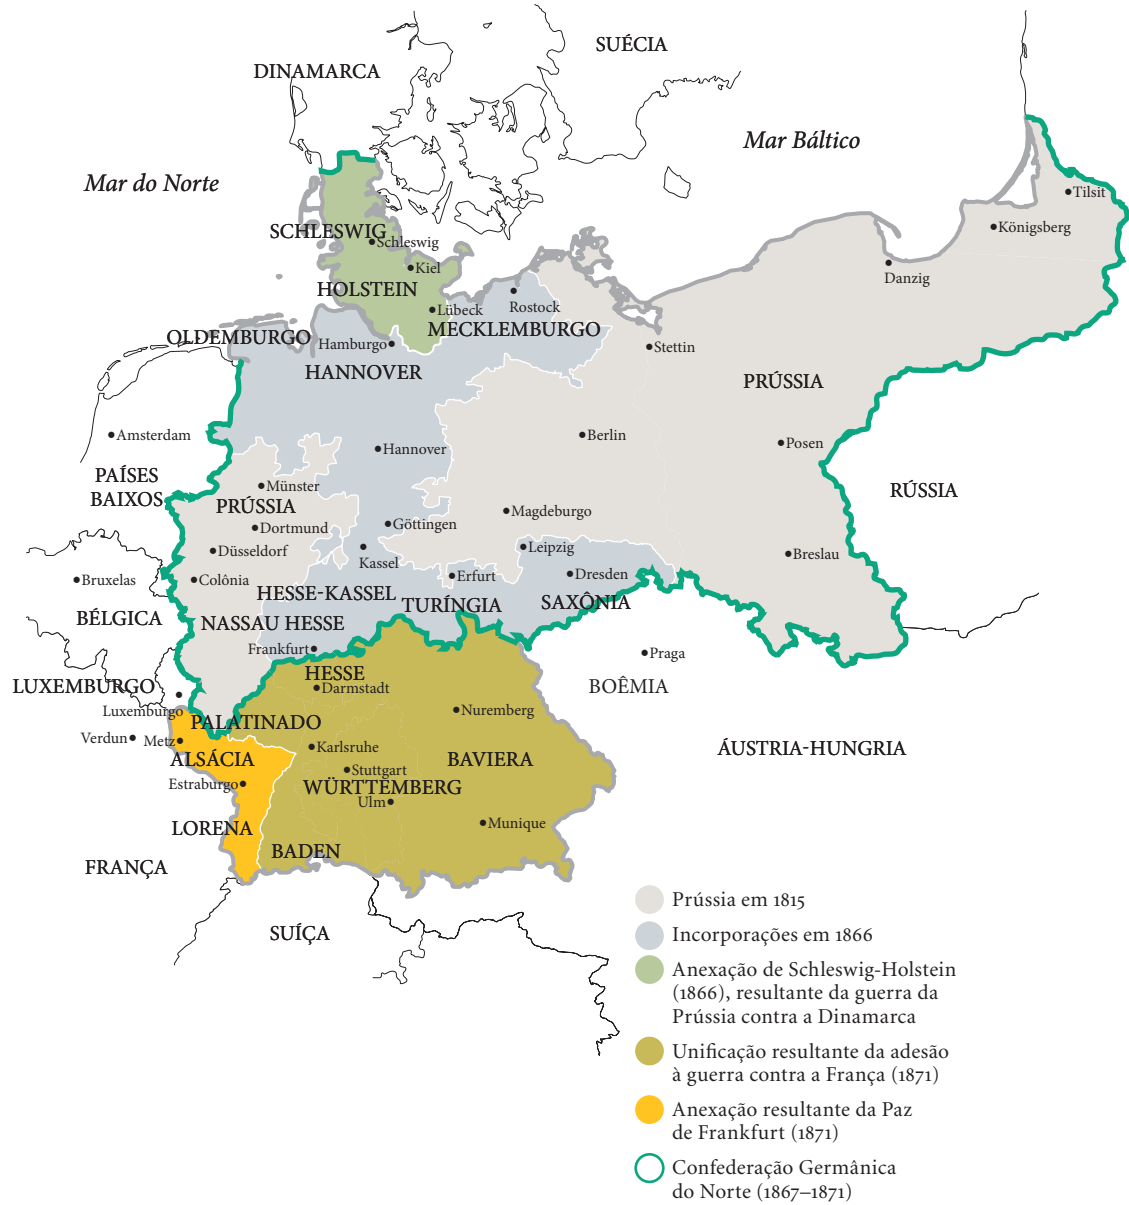 SUÉCIA
DINAMARCA
Mar Báltico
Mar do Norte
Tilsit
Königsberg
SCHLESWIG
Schleswig
Kiel
Danzig
HOLSTEIN
Lübeck
Rostock
MECKLEMBURGO
OLDEMBURGO
Hamburgo
Stettin
HANNOVER
PRÚSSIA
Amsterdam
Berlin
Posen
Hannover
PAÍSES
BAIXOS
Münster
RÚSSIA
PRÚSSIA
Magdeburgo
Dortmund
Göttingen
Düsseldorf
Leipzig
Breslau
Kassel
Bruxelas
Colônia
Erfurt
Dresden
HESSE-KASSEL
TURÍNGIA
SAXÔNIA
BÉLGICA
NASSAU HESSE
Frankfurt
Praga
HESSE
LUXEMBURGO
Darmstadt
BOÊMIA
Luxemburgo
Nuremberg
PALATINADO
Verdun
Metz
Karlsruhe
ÁUSTRIA-HUNGRIA
ALSÁCIA
BAVIERA
Stuttgart
Estraburgo
WÜRTTEMBERG
Ulm
LORENA
Munique
BADEN
FRANÇA
SUÍÇA
Prússia em 1815
Incorporações em 1866
Anexação de Schleswig-Holstein
(1866), resultante da guerra da
Prússia contra a Dinamarca
Unificação resultante da adesão
à guerra contra a França (1871)
Anexação resultante da Paz
de Frankfurt (1871)
Confederação Germânica
do Norte (1867–1871)